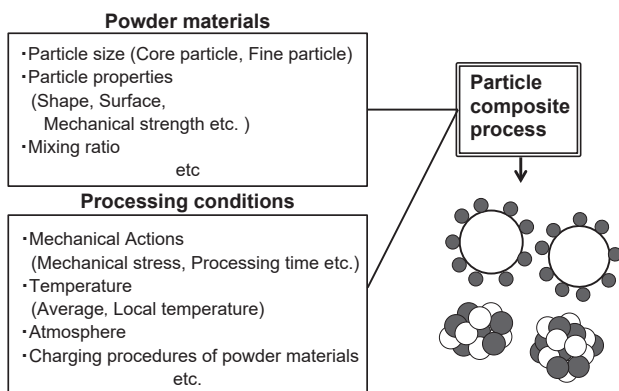 Powder materials
・Particle size (Core particle, Fine particle)
・Particle properties
(Shape, Surface,
Mechanical strength etc. )
・Mixing ratio
etc
Processing conditions
・Mechanical Actions
(Mechanical stress, Processing time etc.)
・Temperature
(Average, Local temperature)
・Atmosphere
・Charging procedures of powder materials
etc.
Particle
composite
process